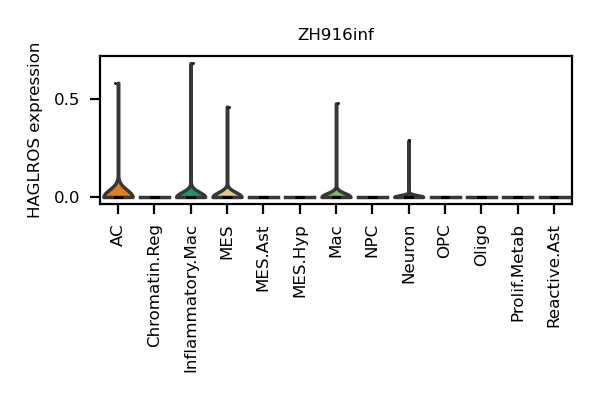 ZH916inf
HAGLROS expression
0.5
0.0
AC
Chromatin.Reg
Inflammatory.Mac
MES
MES.Ast
MES.Hyp
Mac
NPC
Neuron
OPC
Oligo
Prolif.Metab
Reactive.Ast